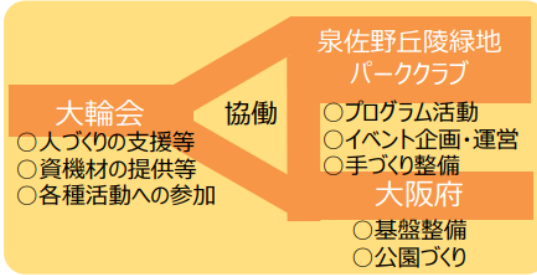 大輪会
○人づくりの支援等
○資機材の提供等
○各種活動への参加
協働
泉佐野丘陵緑地
パーククラブ
○プログラム活動
○イベント企画・運営
○手づくり整備
大阪府
○基盤整備
○公園づくり